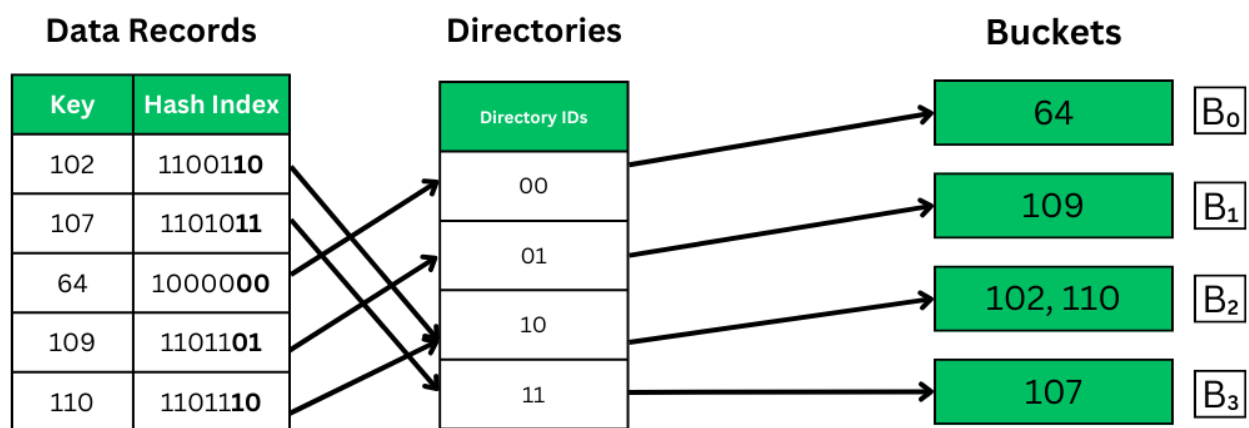 Data Records
Key Hash Index
102 1100110
107 1101011
64 1000000
109 1101101
110 1101110
Directories
Directory IDs
00
01
10
11
Buckets
64 B₀
109 B₁
102, 110 B₂
107 B₃